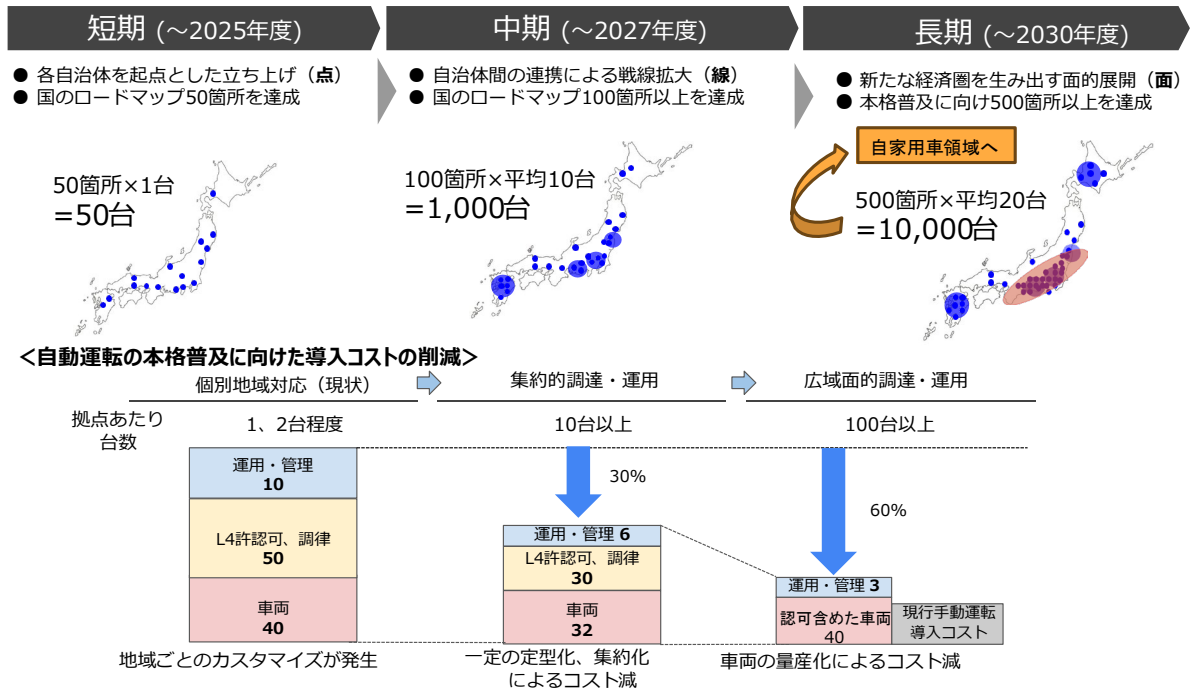 短期 (～2025年度)
中期 (～2027年度)
長期 (～2030年度)
● 各自治体を起点とした立ち上げ（点）
● 国のロードマップ50箇所を達成
● 自治体間の連携による戦線拡大（線）
● 国のロードマップ100箇所以上を達成
● 新たな経済圏を生み出す面的展開（面）
● 本格普及に向け500箇所以上を達成
自家用車領域へ
50箇所×1台
=50台
100箇所×平均10台
=1,000台
500箇所×平均20台
=10,000台
＜自動運転の本格普及に向けた導入コストの削減＞
個別地域対応（現状）
集約的調達・運用
広域面的調達・運用
拠点あたり
台数
1、2台程度
10台以上
100台以上
運用・管理
10
L4許認可、調律
50
車両
40
30%
運用・管理 6
L4許認可、調律
30
車両
32
60%
運用・管理 3
認可含めた車両
40
現行手動運転
導入コスト
地域ごとのカスタマイズが発生
一定の定型化、集約化
によるコスト減
車両の量産化によるコスト減